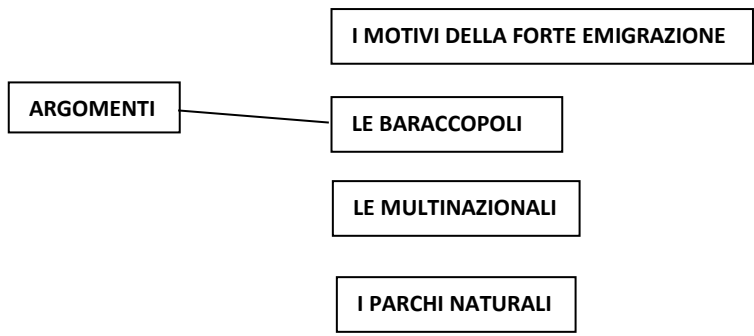 I MOTIVI DELLA FORTE EMIGRAZIONE
ARGOMENTI
LE BARACCOPOLI
LE MULTINAZIONALI
I PARCHI NATURALI